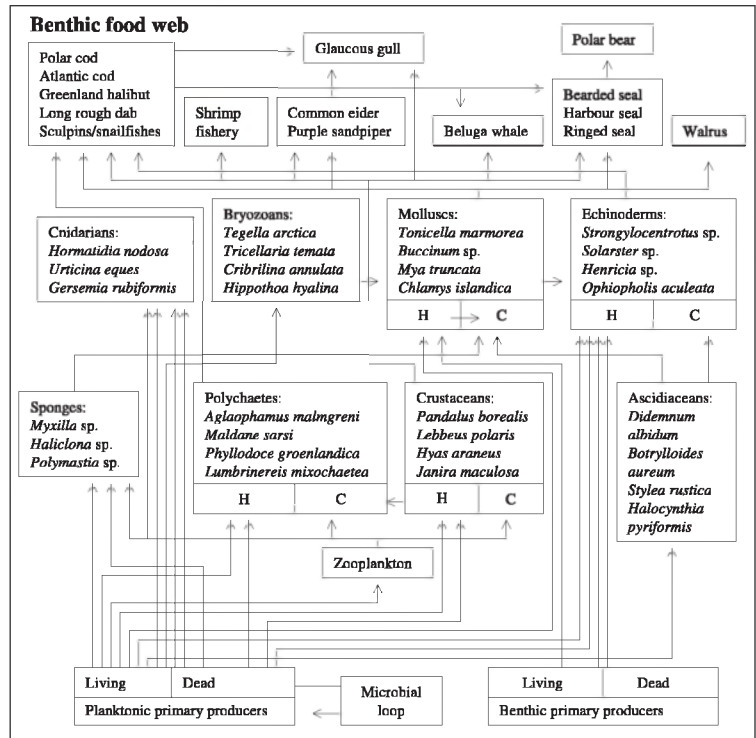 Benthic food web
Polar cod
Atlantic cod
Greenland halibut
Long rough dab
Sculpins/snailfishes
Glaucous gull
Polar bear
Shrimp
fishery
Common eider
Purple sandpiper
Beluga whale
Bearded seal
Harbour seal
Ringed seal
Walrus
Cnidarians:
Hormatidia nodosa
Urticina eques
Gersemia rubiformis
Bryozoans:
Tegella arctica
Tricellaria temata
Cribrilina annulata
Hippothoa hyalina
Molluscs:
Tonicella marmorea
Buccinum sp.
Mya truncata
Chlamys islandica
H C
Echinoderms:
Strongylocentrotus sp.
Solarster sp.
Henricia sp.
Ophiopholis aculeata
H C
Sponges:
Myxilla sp.
Haliclona sp.
Polymastia sp.
Polychaetes:
Aglaophamus malmgreni
Maldane sarsi
Phyllodoce groenlandica
Lumbrinereis mixochaetea
H C
Crustaceans:
Pandalus borealis
Lebbeus polaris
Hyas araneus
Janira maculosa
H C
Ascidiaceans:
Didemnum
albidum
Botrylloides
aureum
Stylea rustica
Halocynthia
pyriformis
Zooplankton
Living Dead
Planktonic primary producers
Microbial
loop
Living Dead
Benthic primary producers